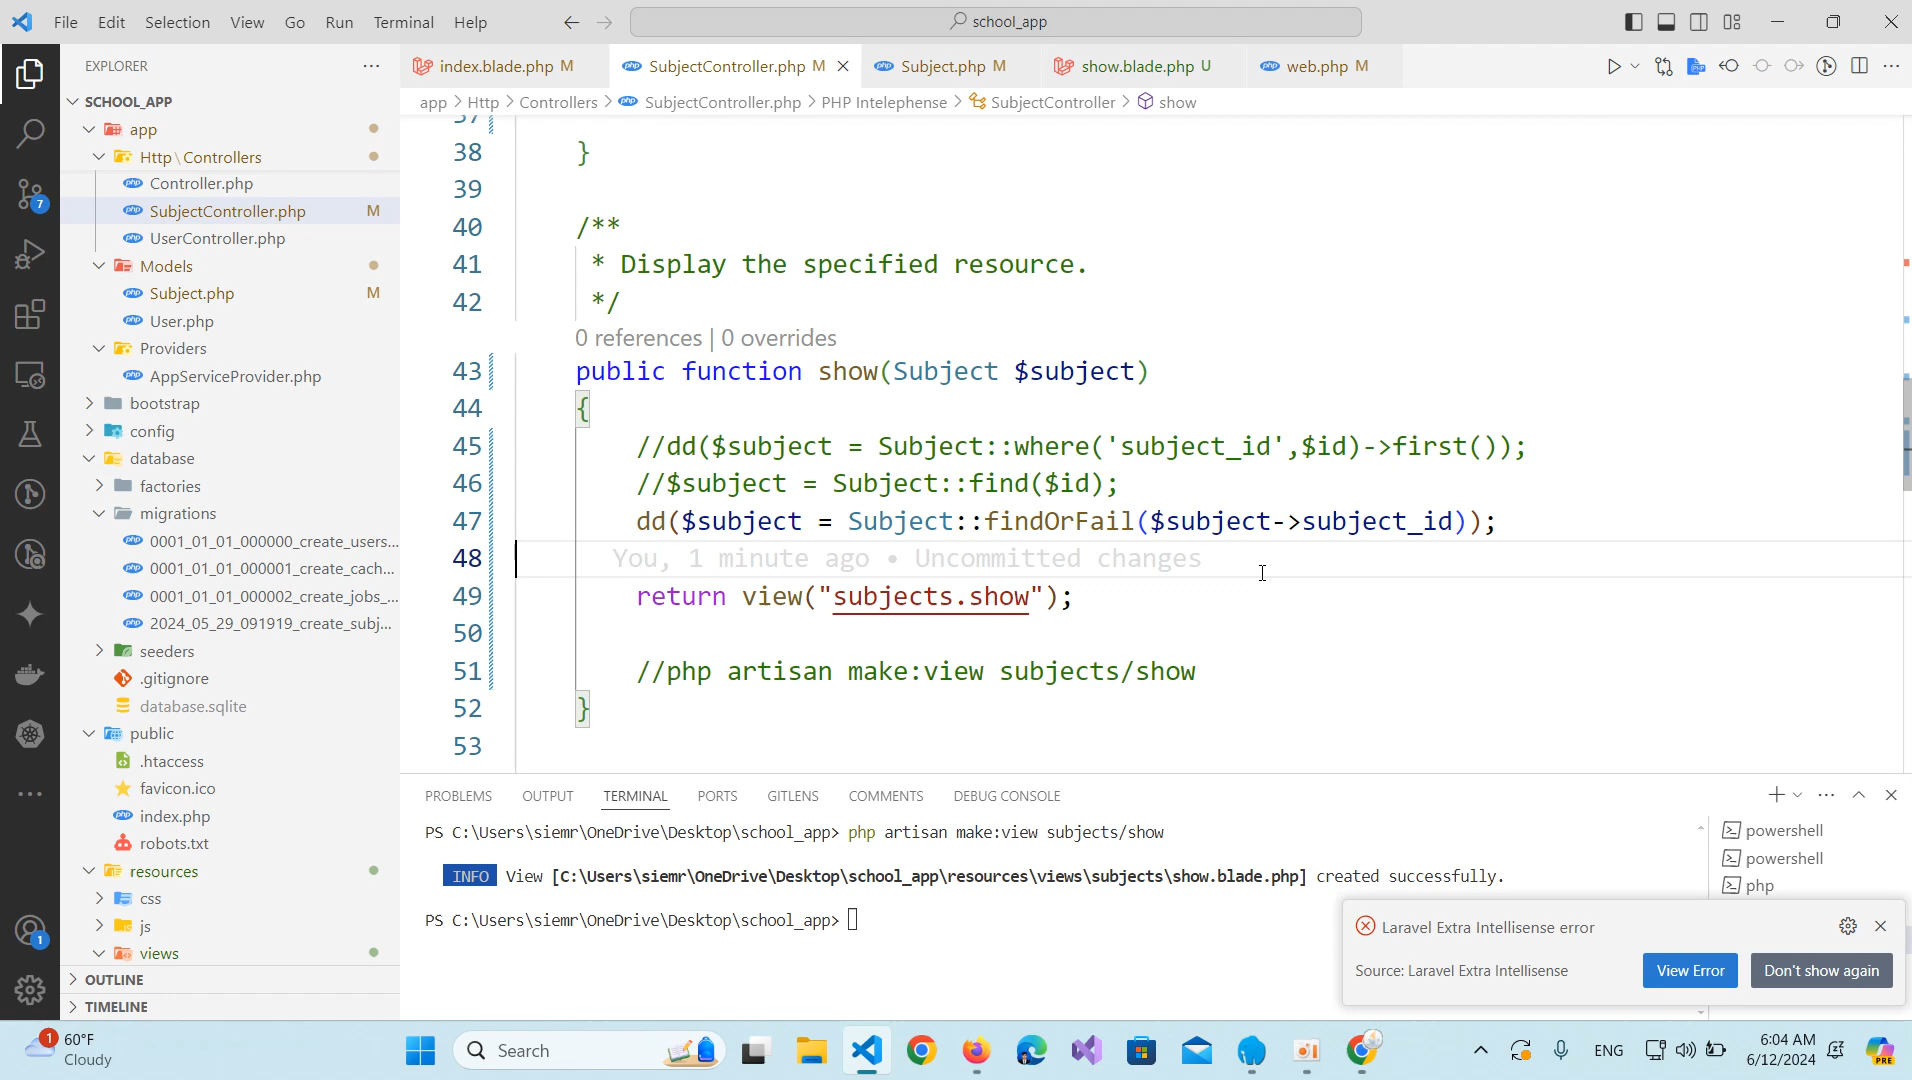 File Edit Selection View Go Run Terminal Help
school_app
EXPLORER
SCHOOL_APP
app
Http\Controllers
Controller.php
SubjectController.php M
UserController.php
Models
Subject.php M
User.php
Providers
AppServiceProvider.php
bootstrap
config
database
factories
migrations
0001_01_01_000000_create_users...
0001_01_01_000001_create_cach...
0001_01_01_000002_create_jobs_...
2024_05_29_091919_create_subj...
seeders
.gitignore
database.sqlite
public
.htaccess
favicon.ico
index.php
robots.txt
resources
css
js
views
OUTLINE
TIMELINE
7
1
index.blade.php M
SubjectController.php M
Subject.php M
show.blade.php U
web.php M
app > Http > Controllers > SubjectController.php > PHP Intelephense > SubjectController > show
37
38 }
39
40 /**
41 * Display the specified resource.
42 */
0 references | 0 overrides
43 public function show(Subject $subject)
44 {
45 //dd($subject = Subject::where('subject_id',$id)->first());
46 //$subject = Subject::find($id);
47 dd($subject = Subject::findOrFail($subject->subject_id));
48 You, 1 minute ago • Uncommitted changes
49 return view("subjects.show");
50
51 //php artisan make:view subjects/show
52 }
53
PROBLEMS OUTPUT TERMINAL PORTS GITLENS COMMENTS DEBUG CONSOLE
PS C:\Users\siemr\OneDrive\Desktop\school_app> php artisan make:view subjects/show
INFO View [C:\Users\siemr\OneDrive\Desktop\school_app\resources\views\subjects\show.blade.php] created successfully.
PS C:\Users\siemr\OneDrive\Desktop\school_app>
powershell
powershell
php
Laravel Extra Intellisense error
Source: Laravel Extra Intellisense
View Error
Don't show again
1
60°F
Cloudy
Search
ENG
6:04 AM
6/12/2024
PRE